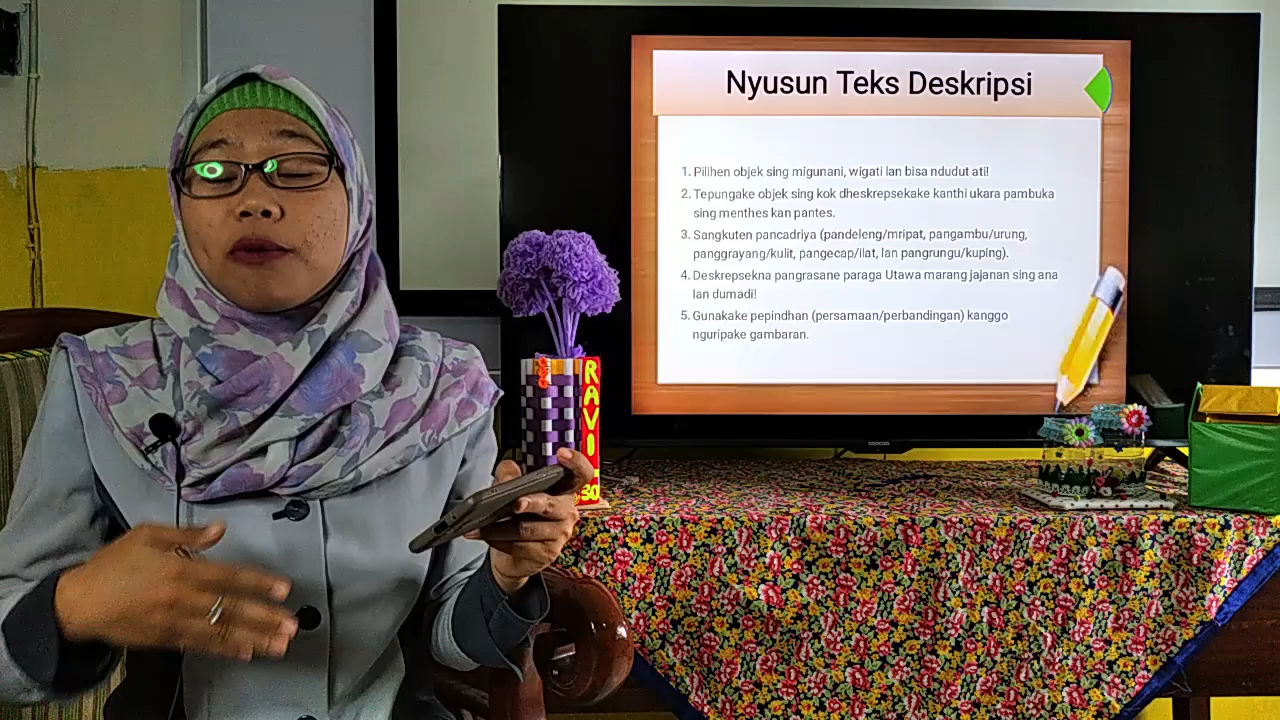 Nyusun Teks Deskripsi
1. Pilihen objek sing migunani, wigati lan bisa ndudut ati!
2. Tepungake objek sing kok dheskrepsekake kanthi ukara pambuka
sing menthes kan pantes.
3. Sangkuten pancadriya (pandeleng/mripat, pangambu/urung,
panggrayang/kulit, pangecap/ilat, lan pangrungu/kuping).
4. Deskrepsekna pangrasane paraga Utawa marang jajanan sing ana
lan dumadi!
5. Gunakake pepindhan (persamaan/perbandingan) kanggo
nguripake gambaran.
RAVI
30
coocaa